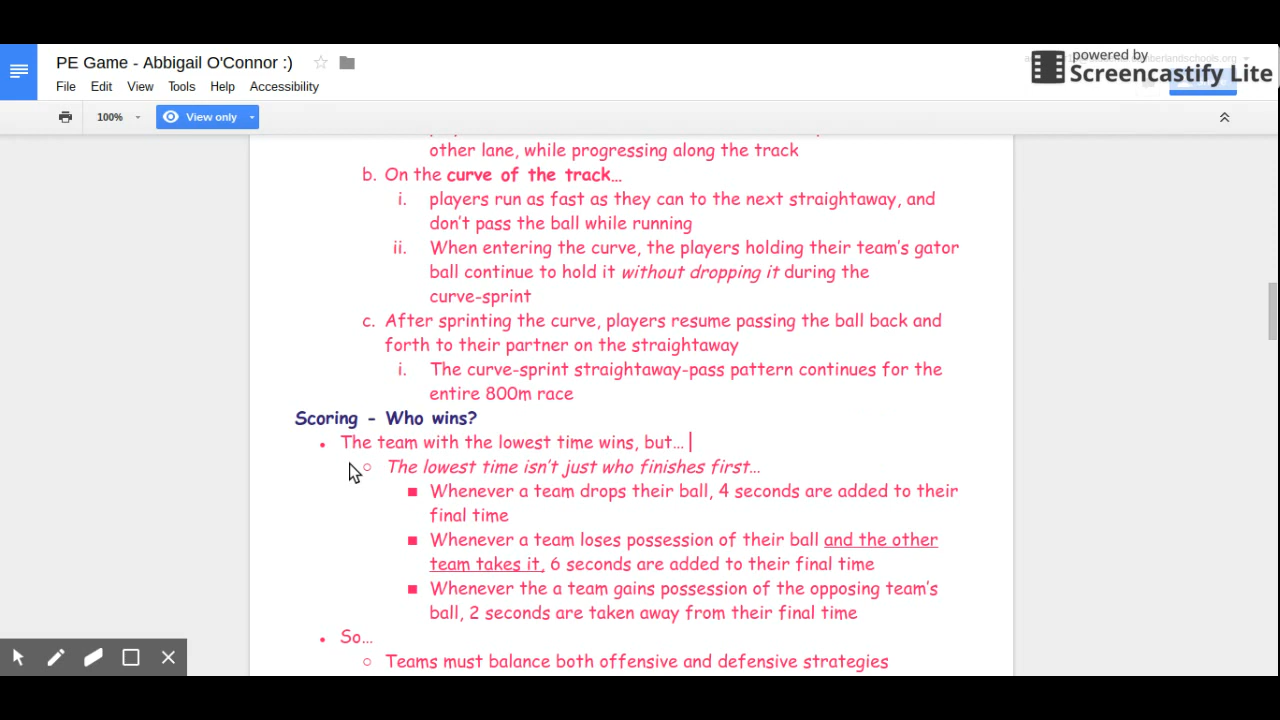 PE Game - Abbigail O'Connor :)
powered by
Screencastify Lite
File Edit View Tools Help Accessibility
100% View only
other lane, while progressing along the track
b. On the curve of the track…
i. players run as fast as they can to the next straightaway, and
don't pass the ball while running
ii. When entering the curve, the players holding their team's gator
ball continue to hold it without dropping it during the
curve-sprint
c. After sprinting the curve, players resume passing the ball back and
forth to their partner on the straightaway
i. The curve-sprint straightaway-pass pattern continues for the
entire 800m race
Scoring - Who wins?
The team with the lowest time wins, but…
The lowest time isn't just who finishes first…
Whenever a team drops their ball, 4 seconds are added to their
final time
Whenever a team loses possession of their ball and the other
team takes it, 6 seconds are added to their final time
Whenever the a team gains possession of the opposing team's
ball, 2 seconds are taken away from their final time
So…
Teams must balance both offensive and defensive strategies